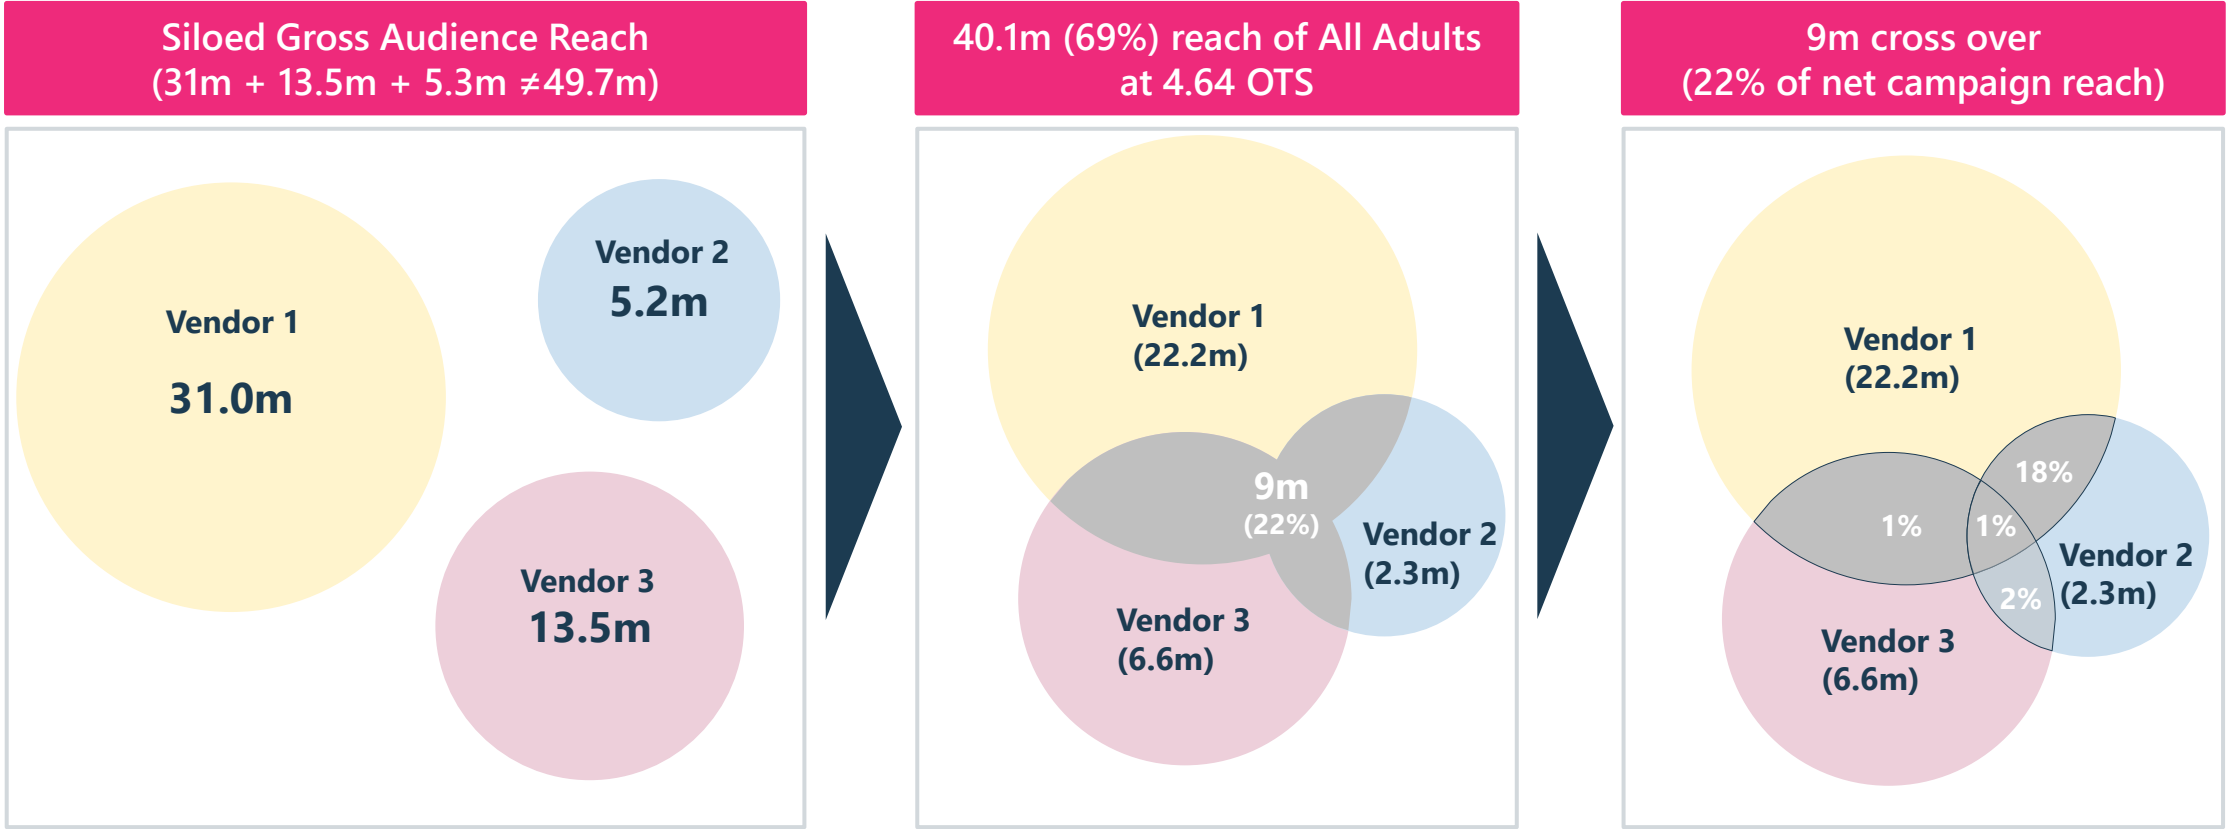 Siloed Gross Audience Reach
(31m + 13.5m + 5.3m ≠49.7m)
Vendor 1
31.0m
Vendor 2
5.2m
Vendor 3
13.5m
40.1m (69%) reach of All Adults
at 4.64 OTS
Vendor 1
(22.2m)
9m
(22%)
Vendor 2
(2.3m)
Vendor 3
(6.6m)
9m cross over
(22% of net campaign reach)
Vendor 1
(22.2m)
18%
1%
1%
Vendor 2
(2.3m)
2%
Vendor 3
(6.6m)